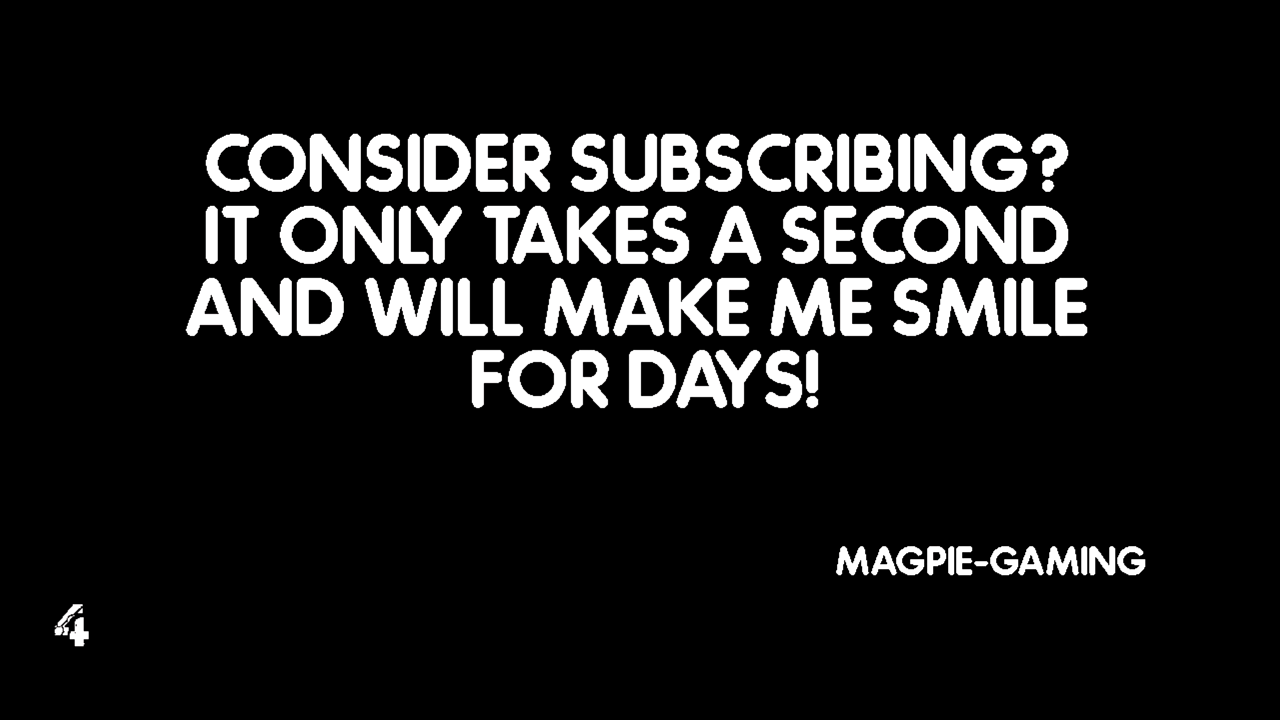 CONSIDER SUBSCRIBING?
IT ONLY TAKES A SECOND
AND WILL MAKE ME SMILE
FOR DAYS!
MAGPIE-GAMING
4